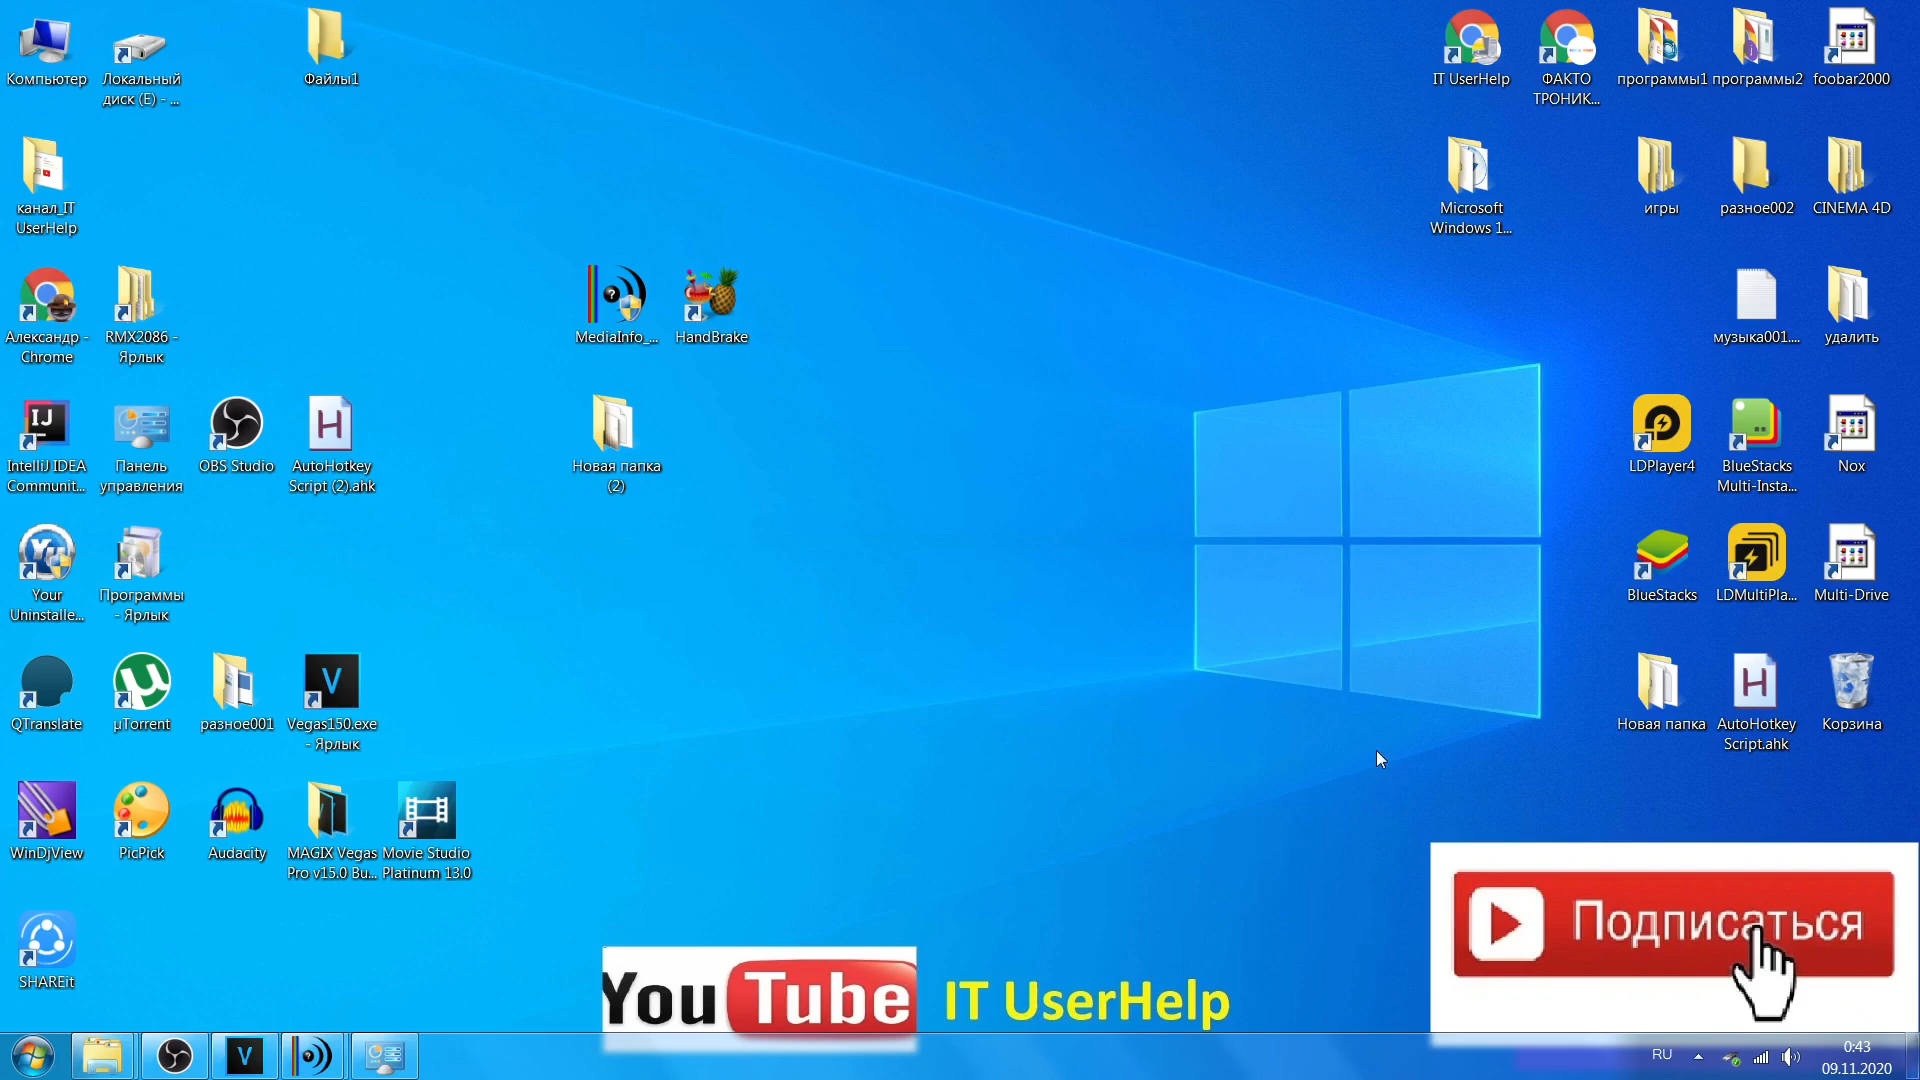 Компьютер
Локальный
диск (E) - ...
Файлы1
IT UserHelp
ФАКТО
ТРОНИК...
программы1
программы2
foobar2000
канал_IT
UserHelp
Microsoft
Windows 1...
игры
разное002
CINEMA 4D
Александр -
Chrome
RMX2086 -
Ярлык
MediaInfo_...
HandBrake
музыка001....
удалить
IJ
IntelliJ IDEA
Communit...
Панель
управления
OBS Studio
H
AutoHotkey
Script (2).ahk
Новая папка
(2)
LDPlayer4
BlueStacks
Multi-Insta...
Nox
Yu
Your
Uninstalle...
Программы
- Ярлык
BlueStacks
LDMultiPla...
Multi-Drive
QTranslate
µ
µTorrent
разное001
V
Vegas150.exe
- Ярлык
Новая папка
H
AutoHotkey
Script.ahk
Корзина
WinDjView
PicPick
Audacity
MAGIX Vegas
Pro v15.0 Bu...
Movie Studio
Platinum 13.0
SHAREit
YouTube
IT UserHelp
Подписаться
V
RU
0:43
09.11.2020